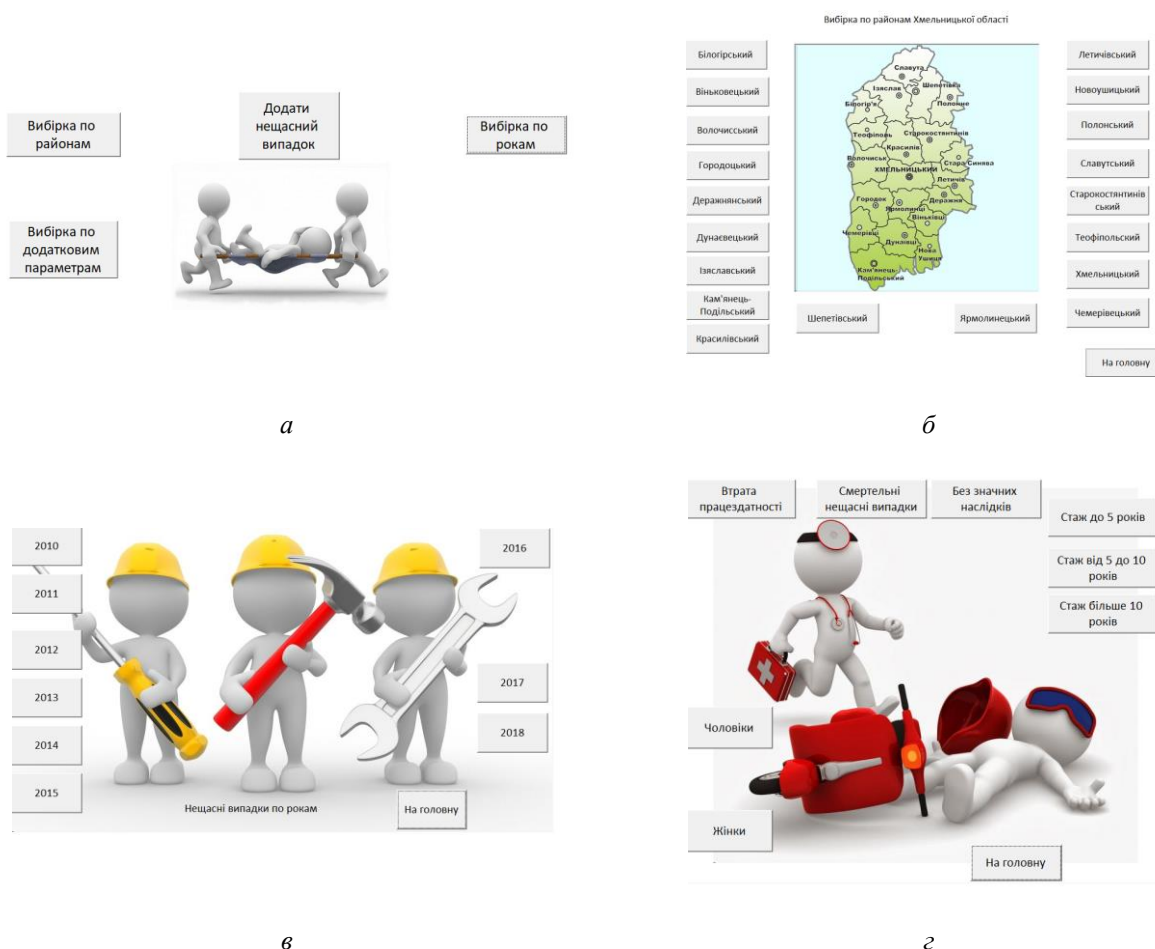 Вибірка по
районам
Додати
нещасний
випадок
Вибірка по
рокам
Вибірка по
додатковим
параметрам
а
Вибірка по районам Хмельницької області
Білогірський
Віньковецький
Волочисський
Городоцький
Деражнянський
Дунаєвецький
Ізяславський
Кам'янець-
Подільський
Красилівський
Славута
Ізяслав
Шепетівка
Полонне
Білогір'я
Теофіполь
Старокостянтинів
Красилів
Волочиськ
Стара Синява
ХМЕЛЬНИЦЬКИЙ
Летичів
Городок
Деражня
Ярмолинці
Віньківці
Чемерівці
Дунаївці
Нова
Ушиця
Кам'янець-
Подільський
Шепетівський
Ярмолинецький
Летичівський
Новоушицький
Полонський
Славутський
Старокостянтинів
ський
Теофіпольский
Хмельницький
Чемерівецький
На головну
б
2010
2011
2012
2013
2014
2015
2016
2017
2018
Нещасні випадки по рокам
На головну
в
Втрата
працездатності
Смертельні
нещасні випадки
Без значних
наслідків
Стаж до 5 років
Стаж від 5 до 10
років
Стаж більше 10
років
Чоловіки
Жінки
На головну
г